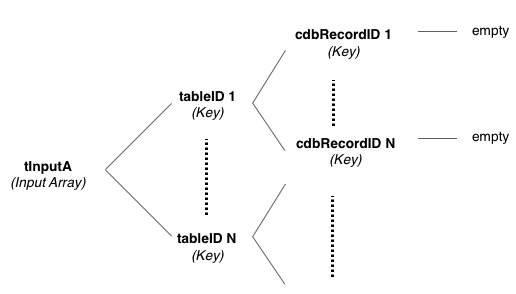 cdbRecordID 1
(Key)
empty
tableID 1
(Key)
cdbRecordID N
(Key)
empty
tInputA
(Input Array)
tableID N
(Key)